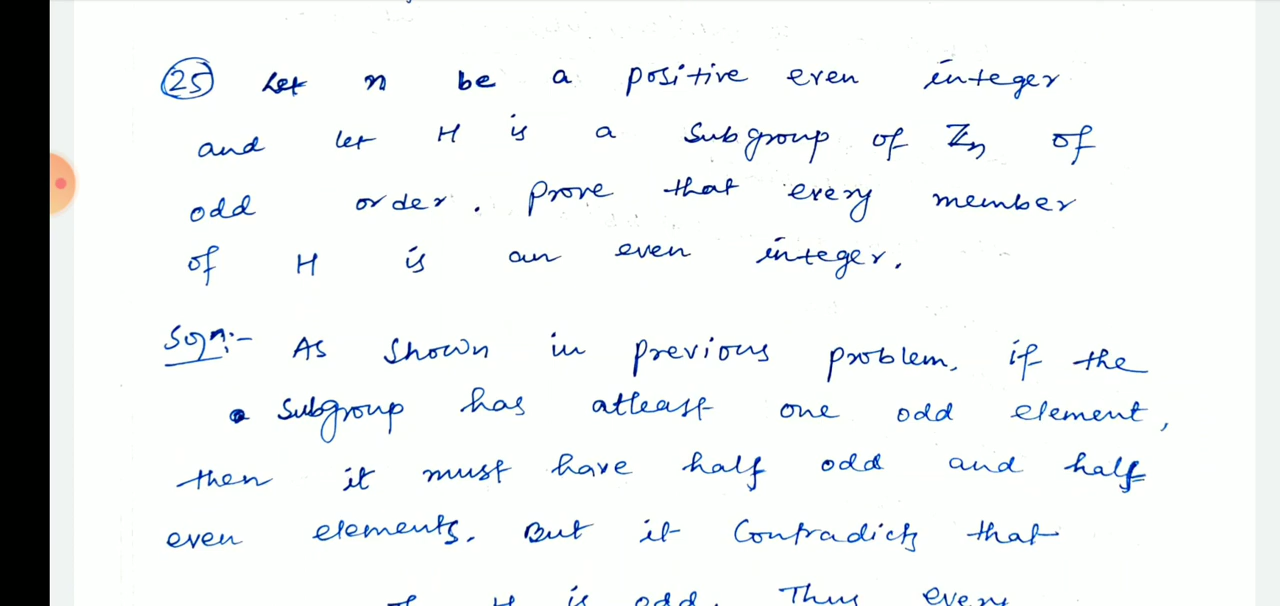 (25) Let n be a positive even integer
and let H is a Subgroup of Zn of
odd order. Prove that every member
of H is an even integer.
Soln:- As shown in previous problem, if the
Subgroup has atleast one odd element,
then it must have half odd and half
even elements. But it Contradicts that
of H is odd. Thus every